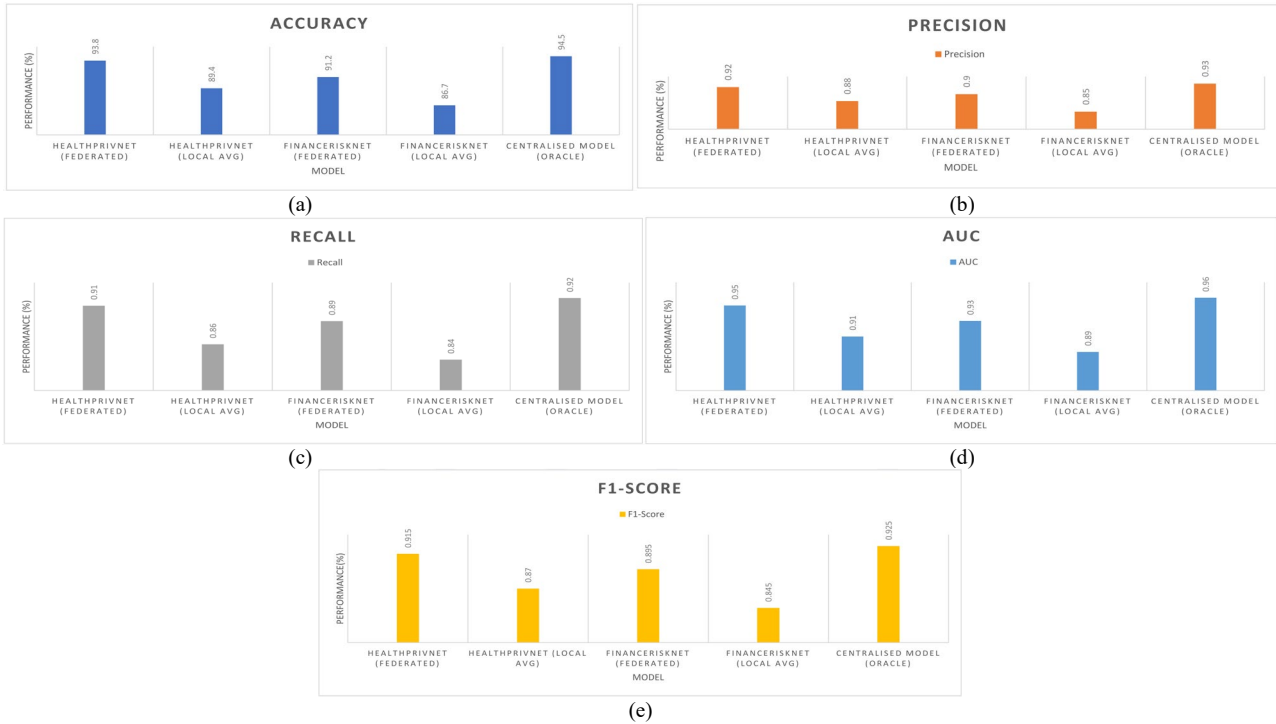 ACCURACY
PERFORMANCE (%)
93.8
89.4
91.2
86.7
94.5
HEALTHPRIVNET (FEDERATED)
HEALTHPRIVNET (LOCAL AVG)
FINANCERISKNET (FEDERATED)
FINANCERISKNET (LOCAL AVG)
CENTRALISED MODEL (ORACLE)
MODEL
(a)
PRECISION
Precision
PERFORMANCE (%)
0.92
0.88
0.9
0.85
0.93
HEALTHPRIVNET (FEDERATED)
HEALTHPRIVNET (LOCAL AVG)
FINANCERISKNET (FEDERATED)
FINANCERISKNET (LOCAL AVG)
CENTRALISED MODEL (ORACLE)
MODEL
(b)
RECALL
Recall
PERFORMANCE (%)
0.91
0.86
0.89
0.84
0.92
HEALTHPRIVNET (FEDERATED)
HEALTHPRIVNET (LOCAL AVG)
FINANCERISKNET (FEDERATED)
FINANCERISKNET (LOCAL AVG)
CENTRALISED MODEL (ORACLE)
MODEL
(c)
AUC
AUC
PERFORMANCE (%)
0.95
0.91
0.93
0.89
0.96
HEALTHPRIVNET (FEDERATED)
HEALTHPRIVNET (LOCAL AVG)
FINANCERISKNET (FEDERATED)
FINANCERISKNET (LOCAL AVG)
CENTRALISED MODEL (ORACLE)
MODEL
(d)
F1-SCORE
F1-Score
PERFORMANCE(%)
0.915
0.87
0.895
0.845
0.925
HEALTHPRIVNET (FEDERATED)
HEALTHPRIVNET (LOCAL AVG)
FINANCERISKNET (FEDERATED)
FINANCERISKNET (LOCAL AVG)
CENTRALISED MODEL (ORACLE)
MODEL
(e)